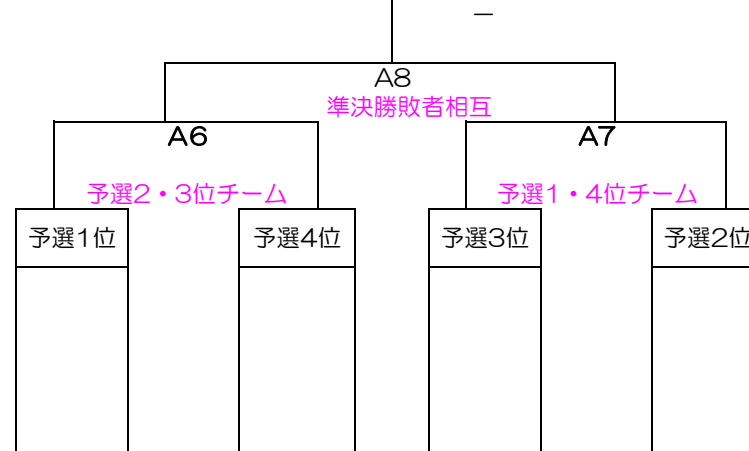 ―
A8
準決勝敗者相互
A6
A7
予選2・3位チーム
予選1・4位チーム
予選1位
予選4位
予選3位
予選2位